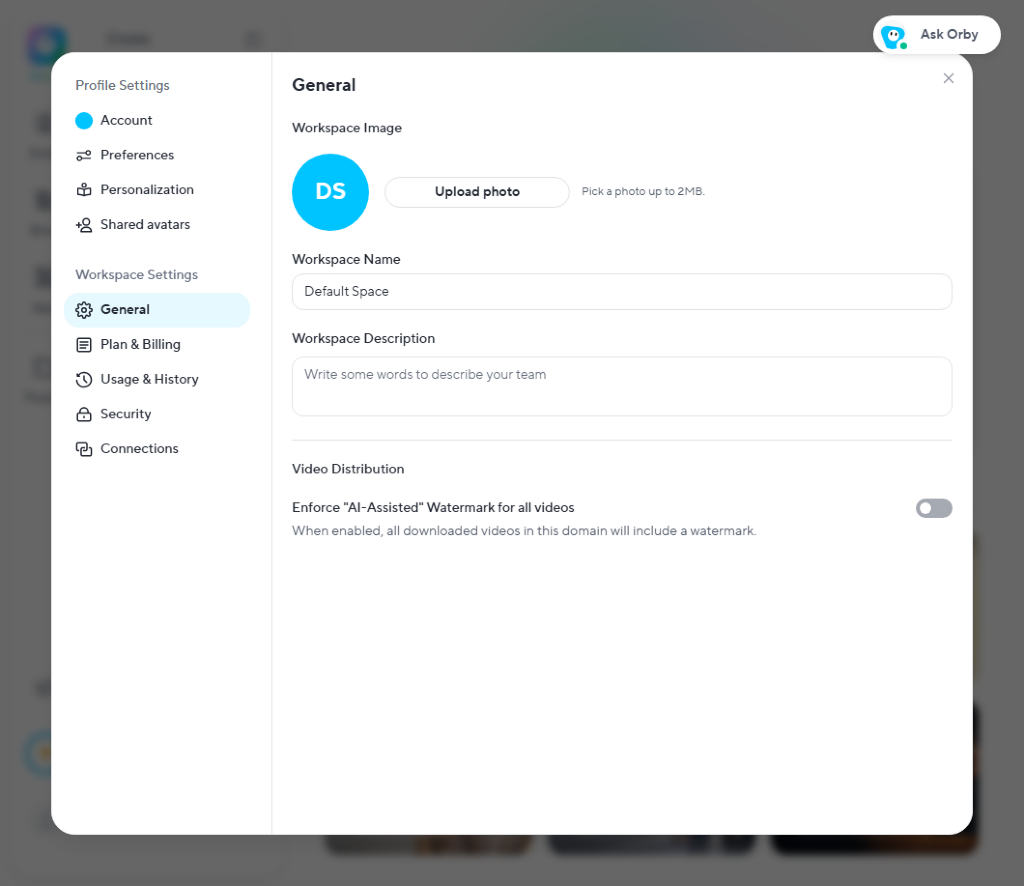 Ask Orby
Profile Settings
Account
Preferences
Personalization
Shared avatars
Workspace Settings
General
Plan & Billing
Usage & History
Security
Connections
General
Workspace Image
DS
Upload photo
Pick a photo up to 2MB.
Workspace Name
Default Space
Workspace Description
Write some words to describe your team
Video Distribution
Enforce "AI-Assisted" Watermark for all videos
When enabled, all downloaded videos in this domain will include a watermark.